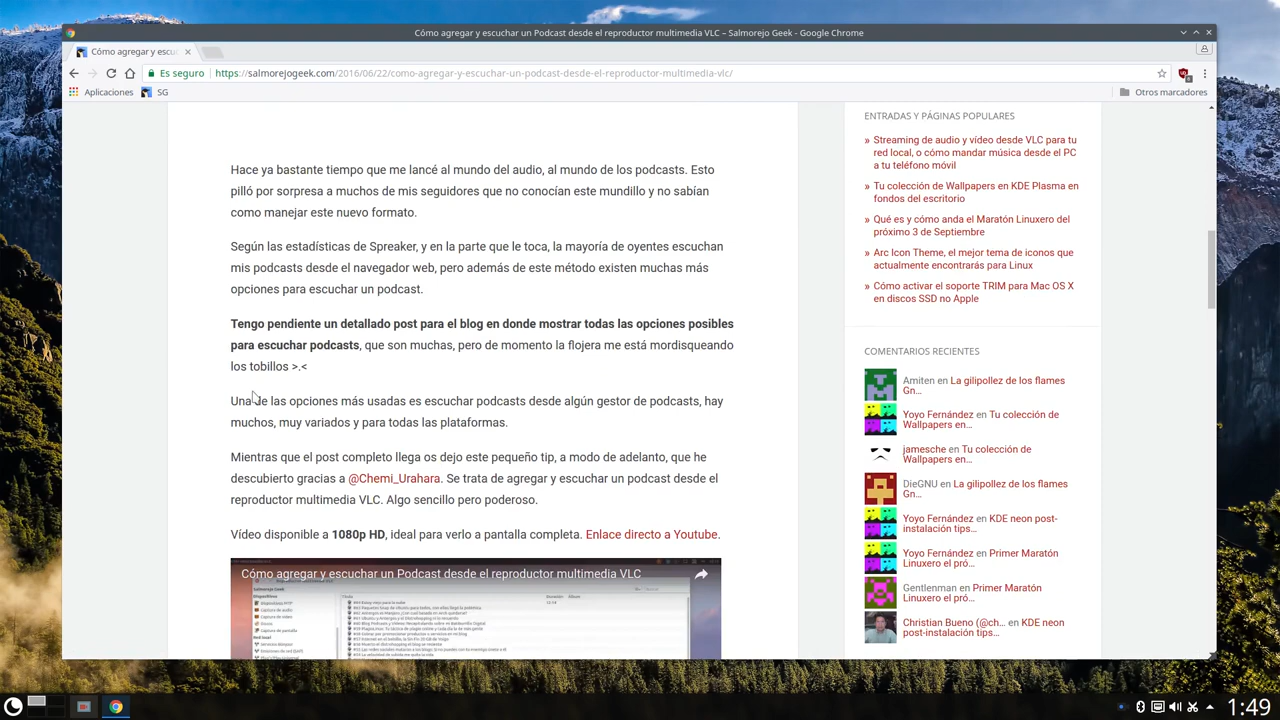 Cómo agregar y escuchar un Podcast desde el reproductor multimedia VLC – Salmorejo Geek - Google Chrome
Cómo agregar y escu
Es seguro
https://salmorejogeek.com/2016/06/22/como-agregar-y-escuchar-un-podcast-desde-el-reproductor-multimedia-vlc/
Aplicaciones
SG
Otros marcadores
Hace ya bastante tiempo que me lancé al mundo del audio, al mundo de los podcasts. Esto
pilló por sorpresa a muchos de mis seguidores que no conocían este mundillo y no sabían
como manejar este nuevo formato.
Según las estadísticas de Spreaker, y en la parte que le toca, la mayoría de oyentes escuchan
mis podcasts desde el navegador web, pero además de este método existen muchas más
opciones para escuchar un podcast.
Tengo pendiente un detallado post para el blog en donde mostrar todas las opciones posibles
para escuchar podcasts, que son muchas, pero de momento la flojera me está mordisqueando
los tobillos >.<
Una de las opciones más usadas es escuchar podcasts desde algún gestor de podcasts, hay
muchos, muy variados y para todas las plataformas.
Mientras que el post completo llega os dejo este pequeño tip, a modo de adelanto, que he
descubierto gracias a @Chemi_Urahara. Se trata de agregar y escuchar un podcast desde el
reproductor multimedia VLC. Algo sencillo pero poderoso.
Vídeo disponible a 1080p HD, ideal para verlo a pantalla completa. Enlace directo a Youtube.
Cómo agregar y escuchar un Podcast desde el reproductor multimedia VLC
ENTRADAS Y PÁGINAS POPULARES
» Streaming de audio y vídeo desde VLC para tu
red local, o cómo mandar música desde el PC
a tu teléfono móvil
» Tu colección de Wallpapers en KDE Plasma en
fondos del escritorio
» Qué es y cómo anda el Maratón Linuxero del
próximo 3 de Septiembre
» Arc Icon Theme, el mejor tema de iconos que
actualmente encontrarás para Linux
» Cómo activar el soporte TRIM para Mac OS X
en discos SSD no Apple
COMENTARIOS RECIENTES
Amiten en La gilipollez de los flames
Gn…
Yoyo Fernández en Tu colección de
Wallpapers en…
jamesche en Tu colección de
Wallpapers en…
DieGNU en La gilipollez de los flames
Gn…
Yoyo Fernández en KDE neon post-
instalación tips…
Yoyo Fernández en Primer Maratón
Linuxero el pró…
Gentlenman en Primer Maratón
Linuxero el pró…
Christian Bueno (@ch… en KDE neon
post-instalación tips…
1:49